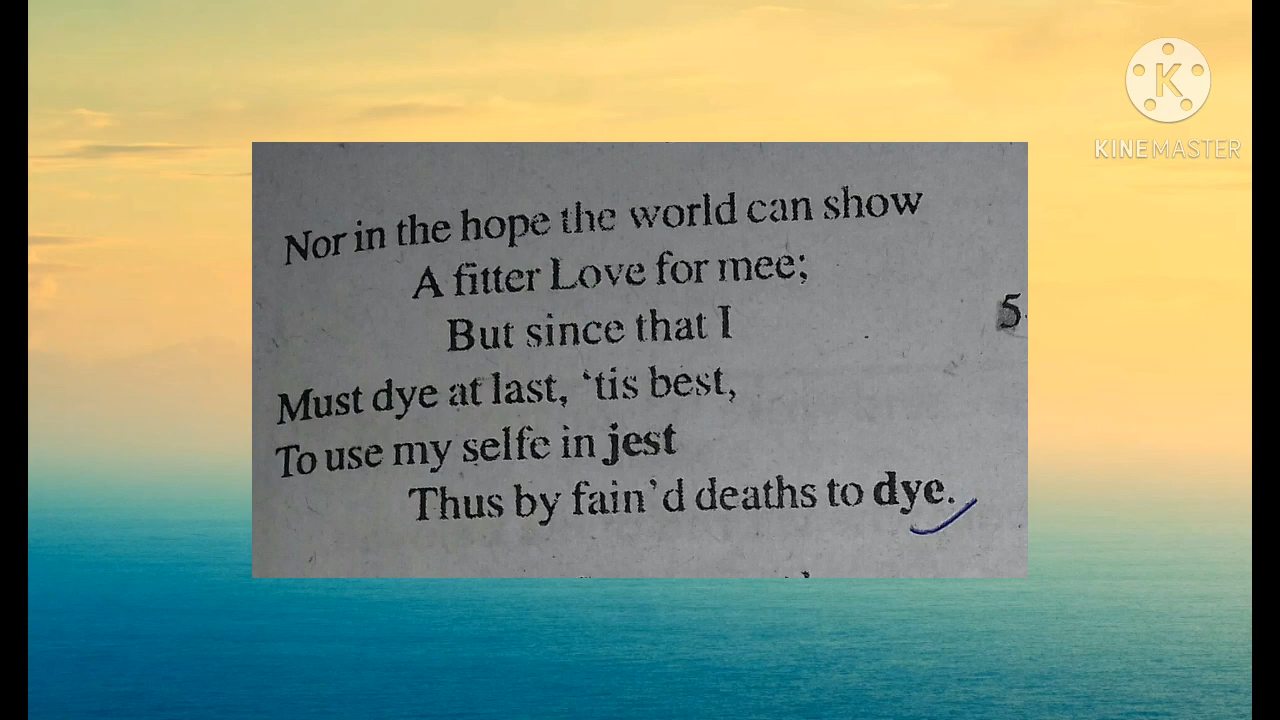 Nor in the hope the world can show
A fitter Love for mee;
But since that I
5
Must dye at last, ‘tis best,
To use my selfe in jest
Thus by fain’d deaths to dye.
K
KINEMASTER